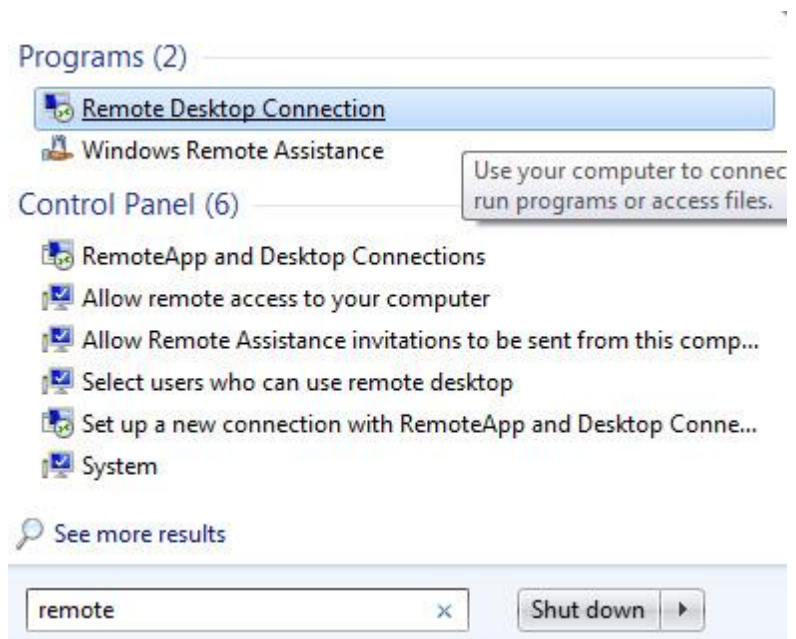 Programs (2)
Remote Desktop Connection
Windows Remote Assistance
Use your computer to connec
run programs or access files.
Control Panel (6)
RemoteApp and Desktop Connections
Allow remote access to your computer
Allow Remote Assistance invitations to be sent from this comp...
Select users who can use remote desktop
Set up a new connection with RemoteApp and Desktop Conne...
System
See more results
remote
Shut down